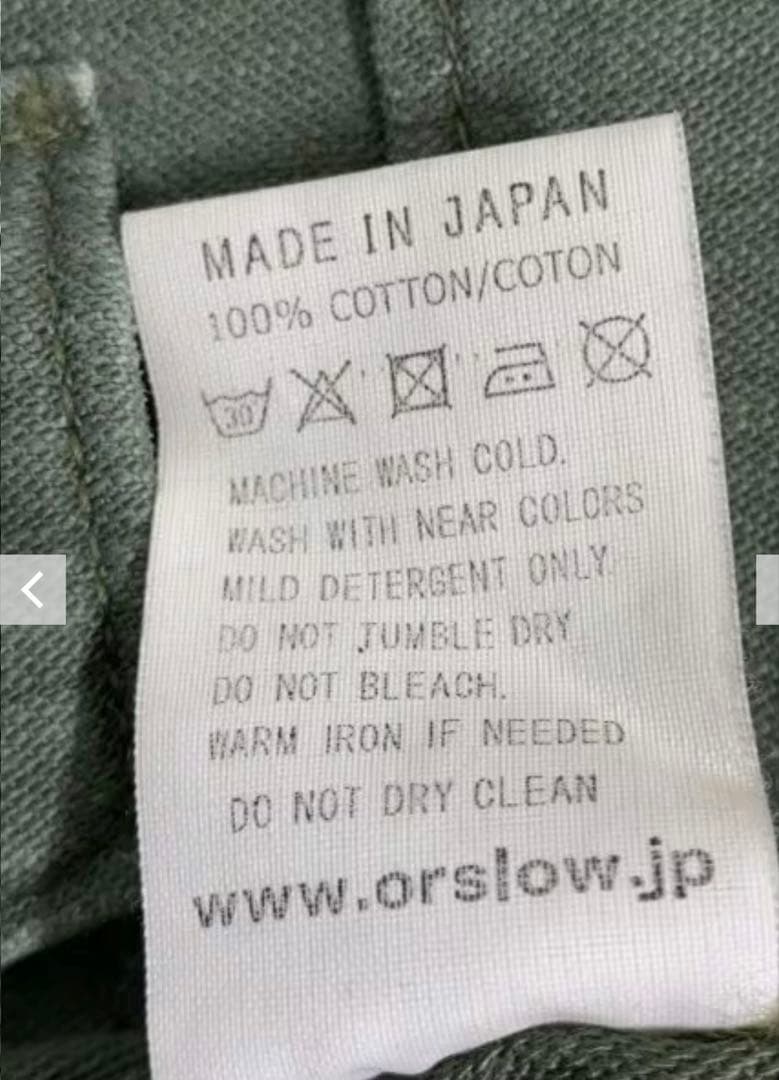 MADE IN JAPAN
100% COTTON/COTON
30
MACHINE WASH COLD.
WASH WITH NEAR COLORS
MILD DETERGENT ONLY.
DO NOT TUMBLE DRY
DO NOT BLEACH.
WARM IRON IF NEEDED
DO NOT DRY CLEAN
www.orslow.jp